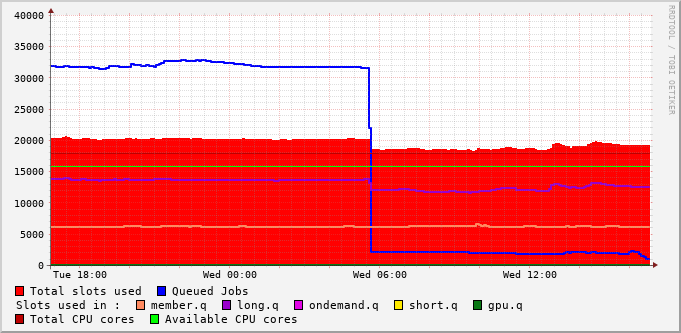 40000
35000
30000
25000
20000
15000
10000
5000
0
Tue 18:00 Wed 00:00 Wed 06:00 Wed 12:00
Total slots used Queued Jobs
Slots used in : member.q long.q ondemand.q short.q gpu.q
Total CPU cores Available CPU cores
RRDTOOL / TOBI OETIKER